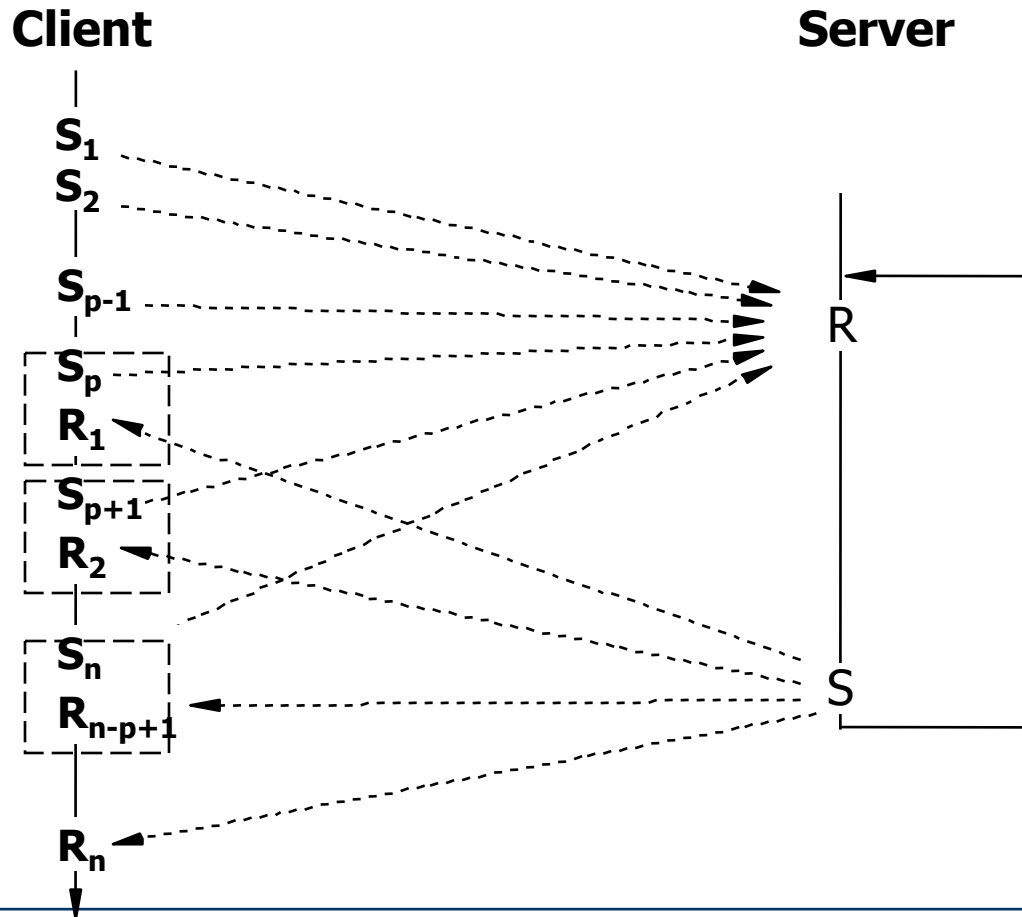 Client Server
S1
S2
Sp-1
R
Sp
R1
Sp+1
R2
Sn
S
Rn-p+1
Rn